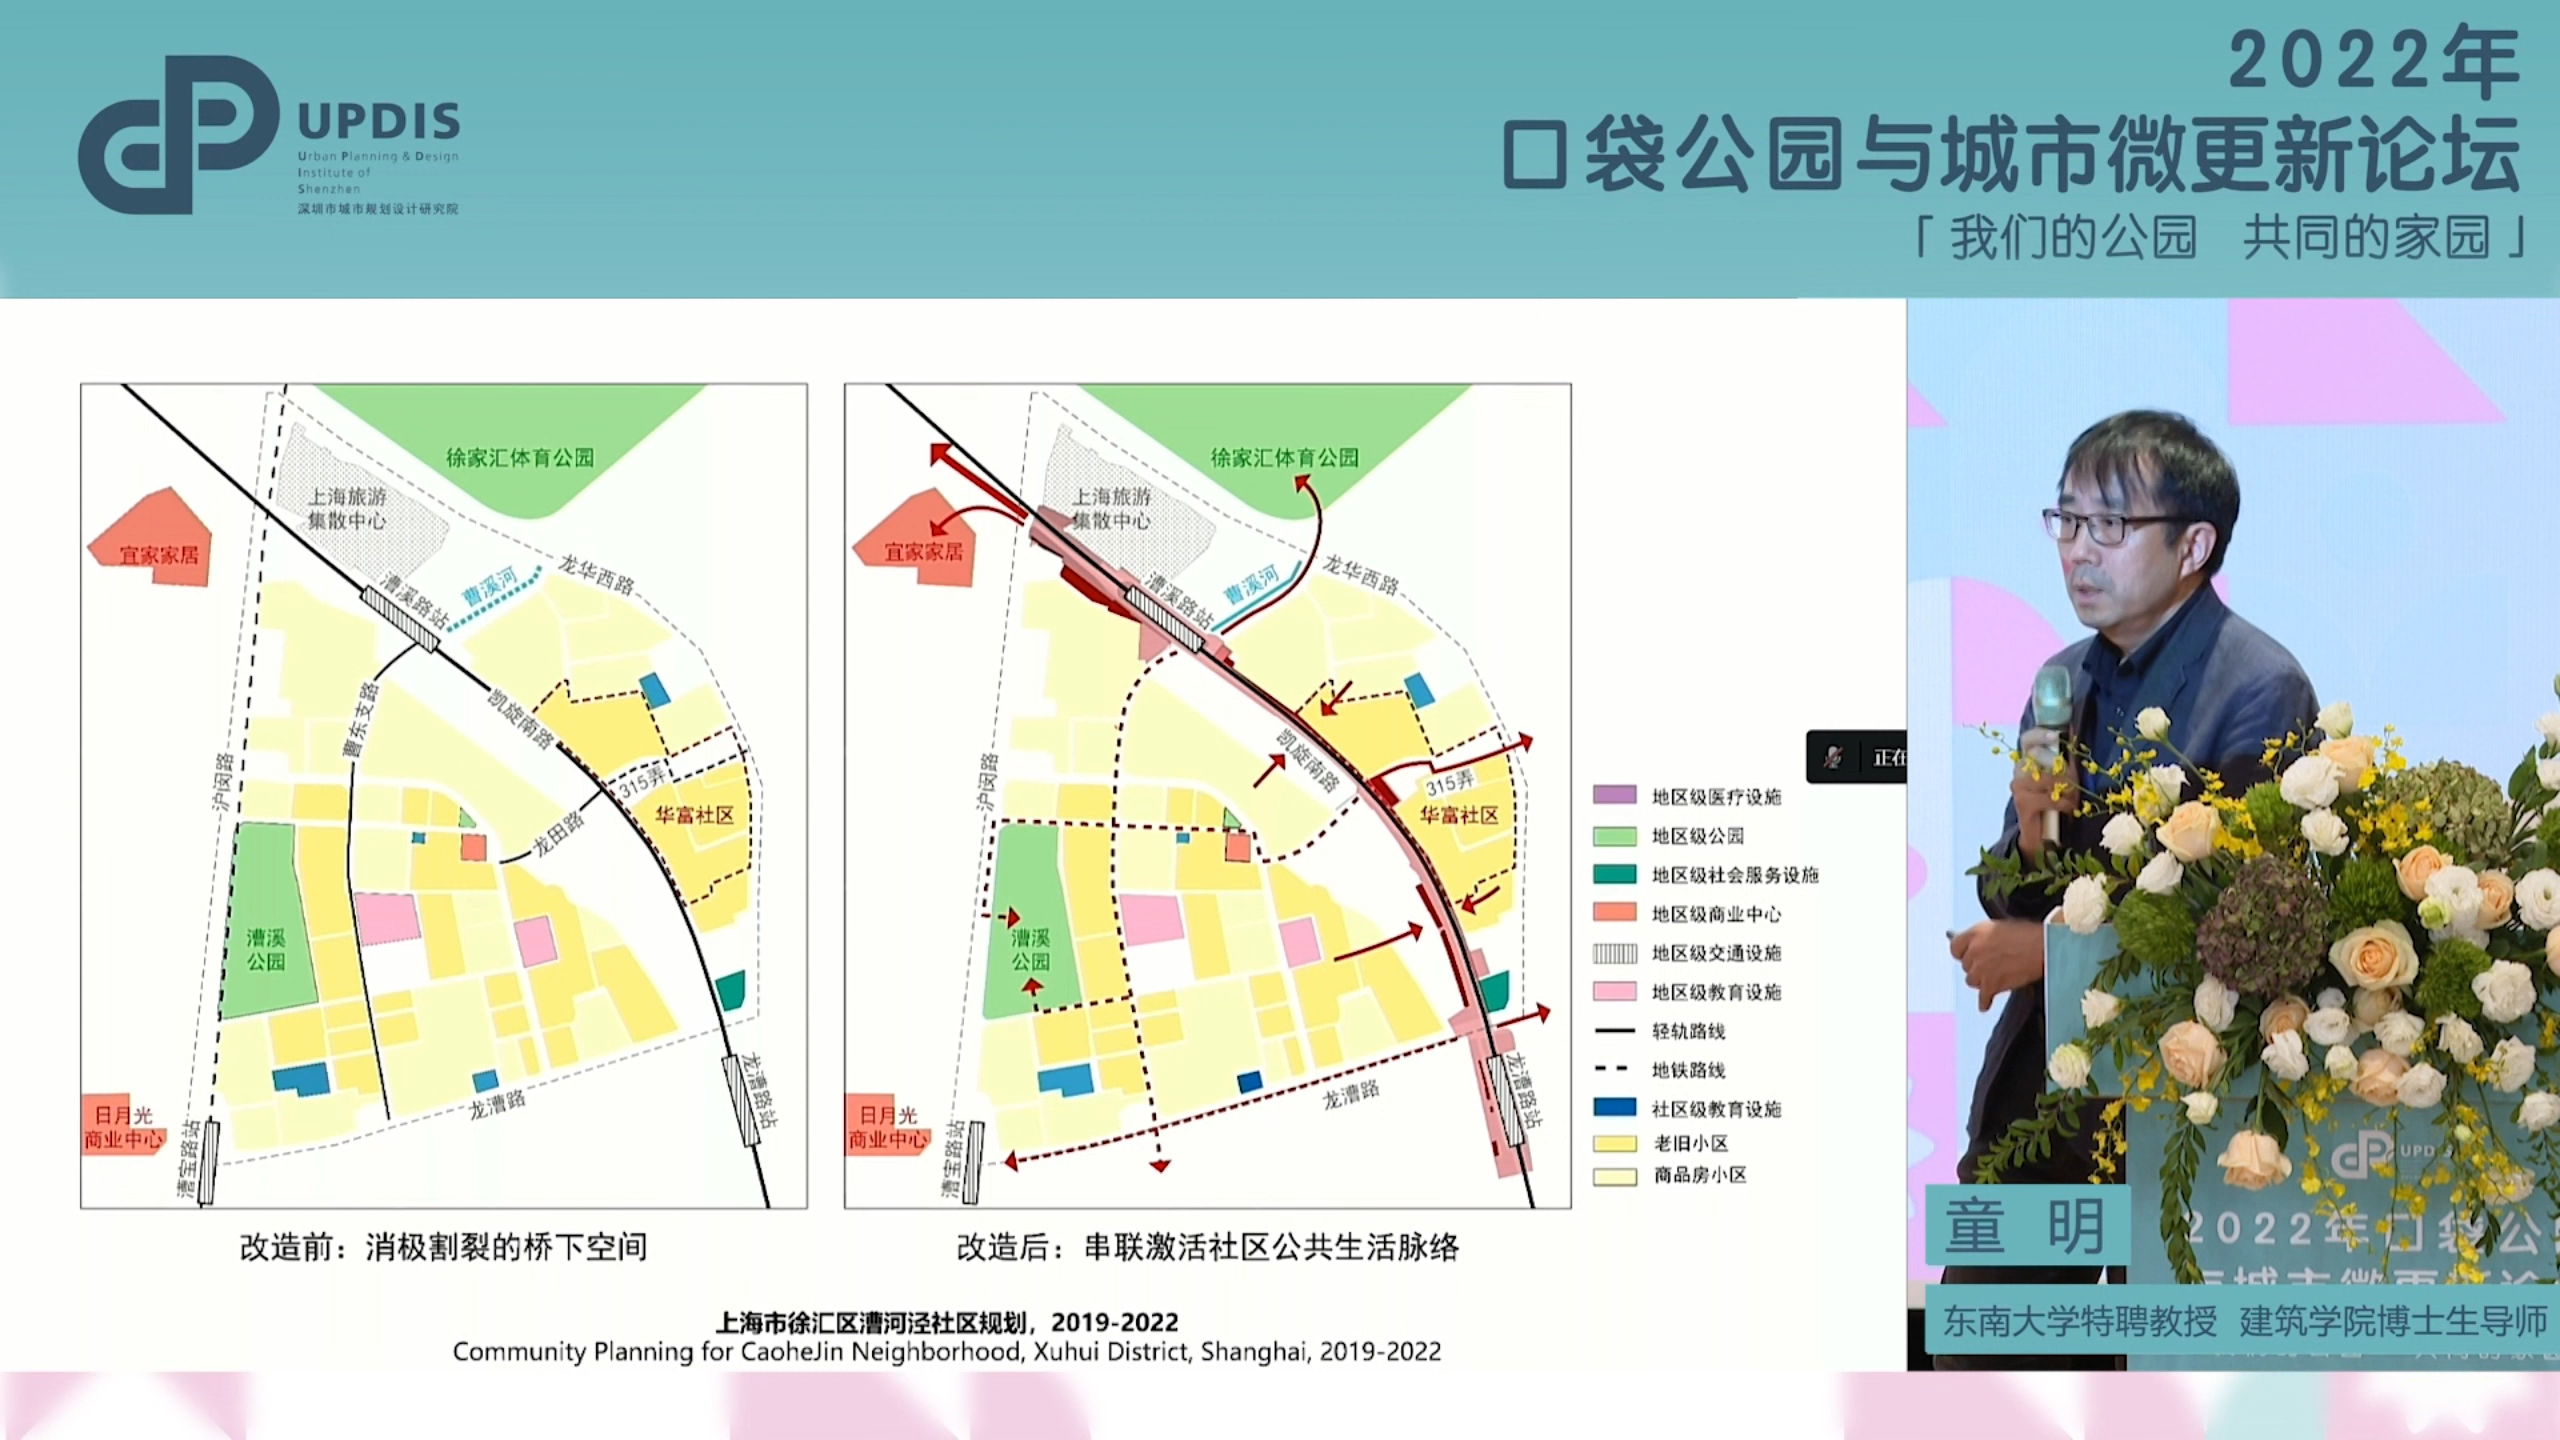 UPDIS
Urban Planning & Design
Institute of
Shenzhen
深圳市城市规划设计研究院
2022年
口袋公园与城市微更新论坛
「我们的公园 共同的家园」
徐家汇体育公园
上海旅游
集散中心
宜家家居
漕溪路站
曹溪河
龙华西路
凯旋南路
曹东支路
沪闵路
315弄
华富社区
龙田路
漕溪
公园
龙漕路
龙漕路站
日月光
商业中心
漕宝路站
改造前：消极割裂的桥下空间
徐家汇体育公园
上海旅游
集散中心
宜家家居
漕溪路站
曹溪河
龙华西路
凯旋南路
沪闵路
315弄
华富社区
漕溪
公园
龙漕路
龙漕路站
日月光
商业中心
漕宝路站
改造后：串联激活社区公共生活脉络
地区级医疗设施
地区级公园
地区级社会服务设施
地区级商业中心
地区级交通设施
地区级教育设施
轻轨路线
地铁路线
社区级教育设施
老旧小区
商品房小区
正在
上海市徐汇区漕河泾社区规划，2019-2022
Community Planning for CaoheJin Neighborhood, Xuhui District, Shanghai, 2019-2022
UPD
2022年口袋公
童 明
东南大学特聘教授 建筑学院博士生导师